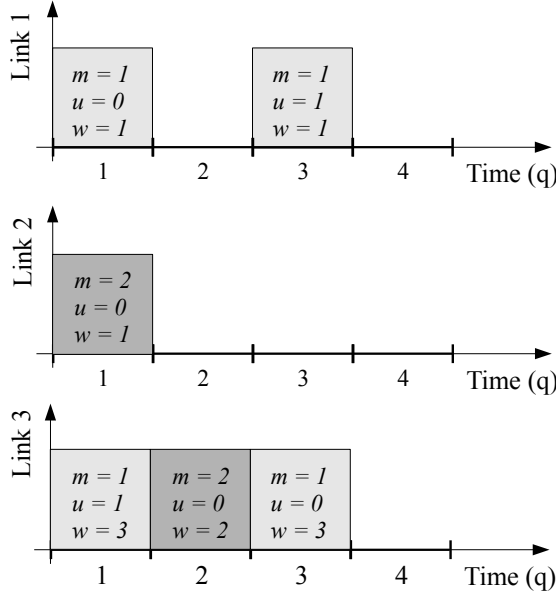 Link 1
m = 1
u = 0
w = 1
m = 1
u = 1
w = 1
1 2 3 4 Time (q)
Link 2
m = 2
u = 0
w = 1
1 2 3 4 Time (q)
Link 3
m = 1
u = 1
w = 3
m = 2
u = 0
w = 2
m = 1
u = 0
w = 3
1 2 3 4 Time (q)